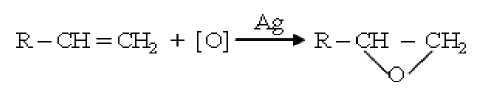 Ag
R–CH=CH₂ + [O] ⟶ R–CH – CH₂
O